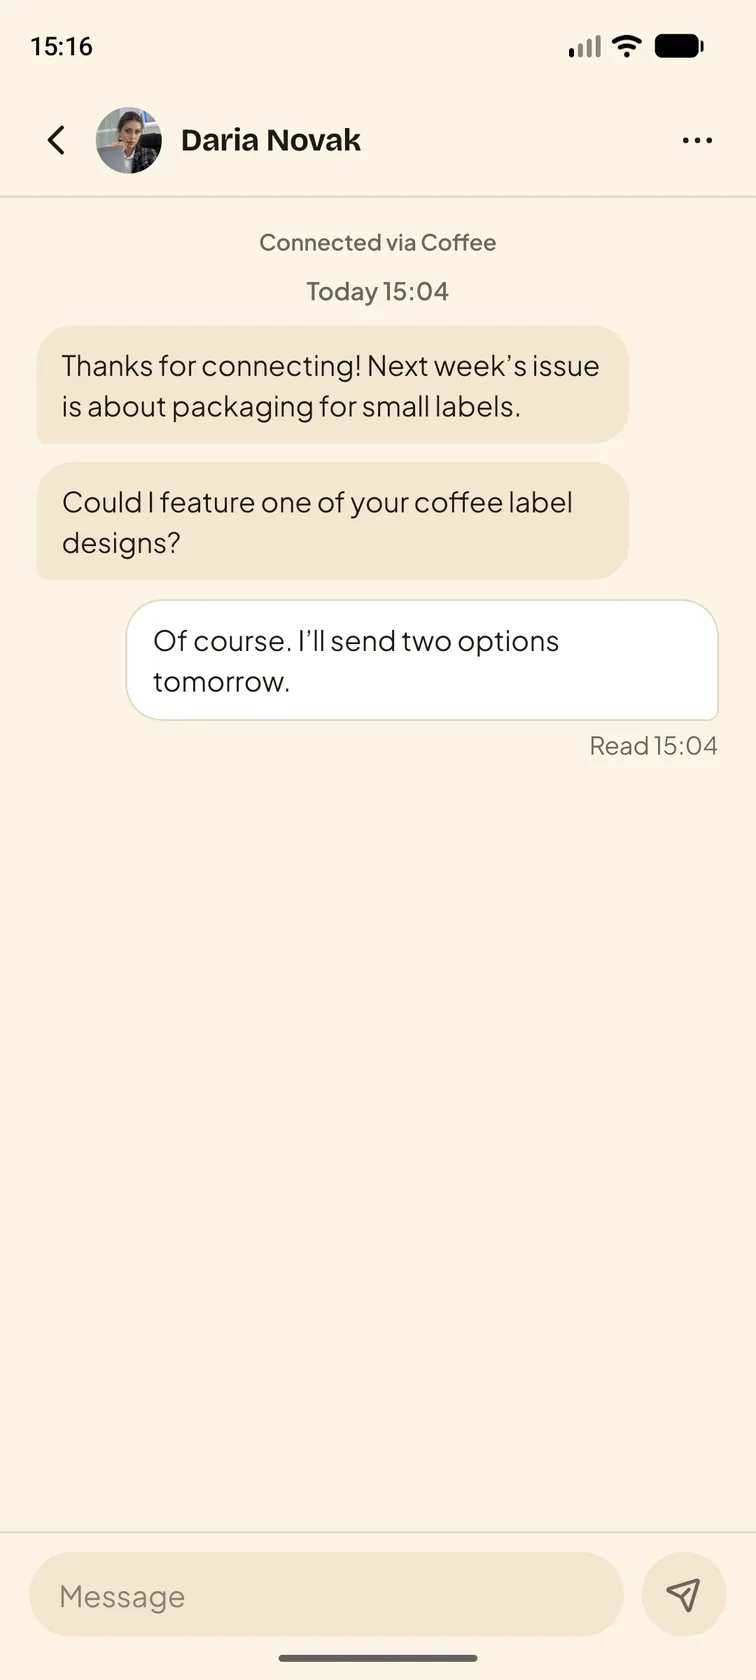 15:16
Daria Novak
Connected via Coffee
Today 15:04
Thanks for connecting! Next week’s issue
is about packaging for small labels.
Could I feature one of your coffee label
designs?
Of course. I’ll send two options
tomorrow.
Read 15:04
Message